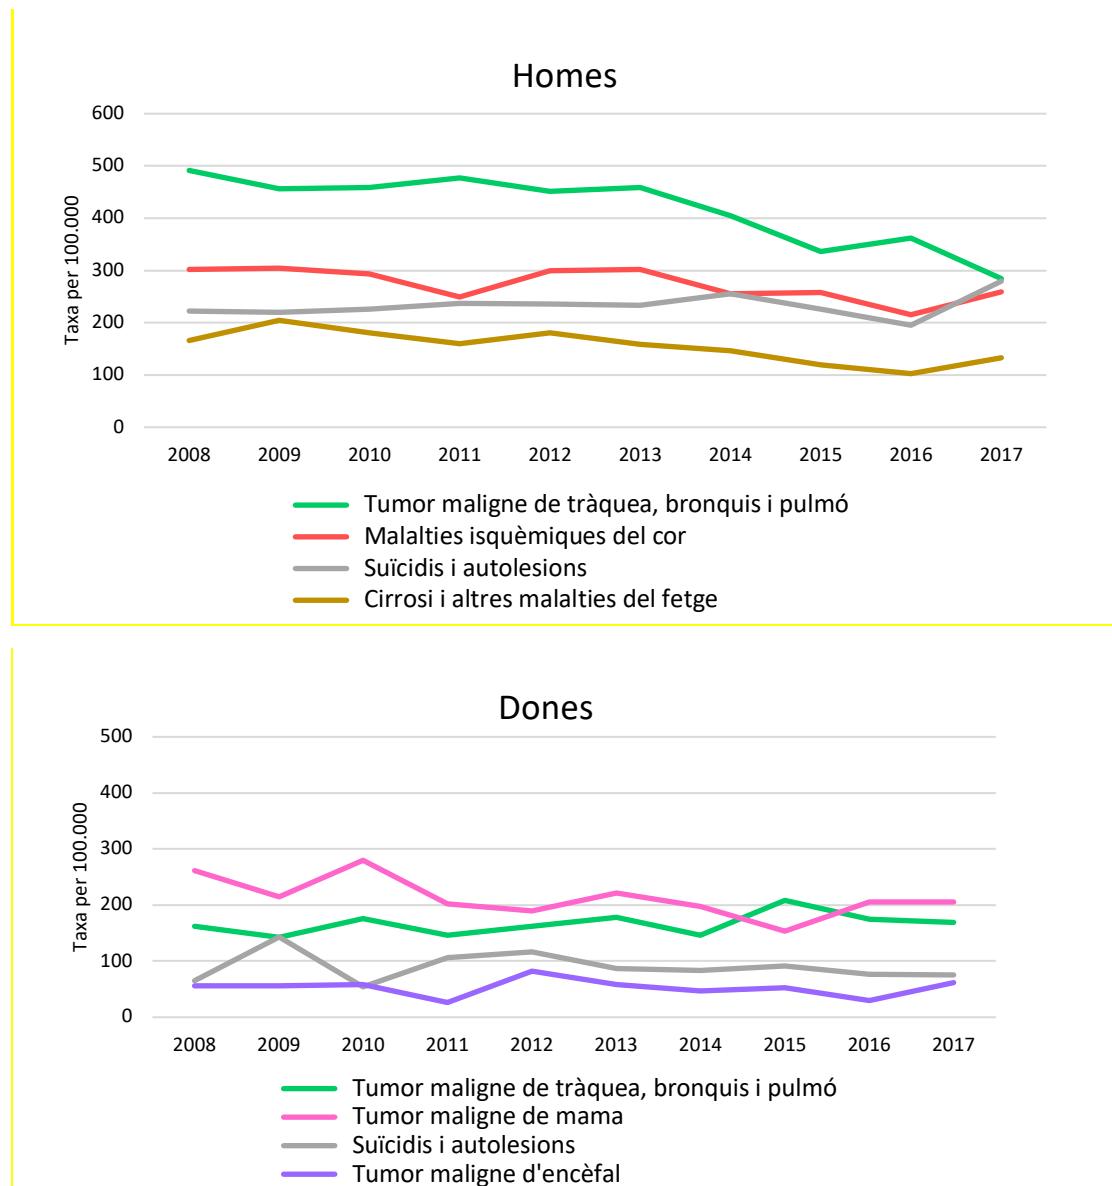 Homes
Taxa per 100.000
600
500
400
300
200
100
0
2008 2009 2010 2011 2012 2013 2014 2015 2016 2017
Tumor maligne de tràquea, bronquis i pulmó
Malalties isquèmiques del cor
Suïcidis i autolesions
Cirrosi i altres malalties del fetge
Dones
Taxa per 100.000
500
400
300
200
100
0
2008 2009 2010 2011 2012 2013 2014 2015 2016 2017
Tumor maligne de tràquea, bronquis i pulmó
Tumor maligne de mama
Suïcidis i autolesions
Tumor maligne d'encèfal